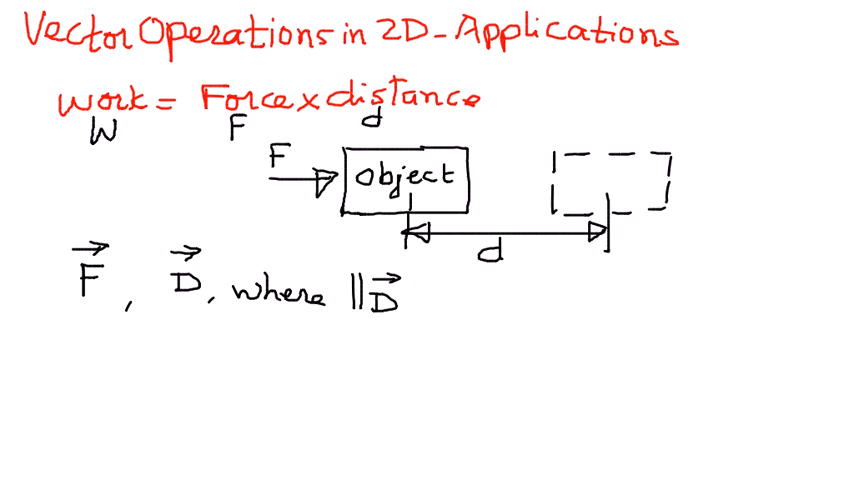 Vector Operations in 2D - Applications
Work = Force x distance
W F d
F
Object
d
F⃗, D⃗, where ||D⃗